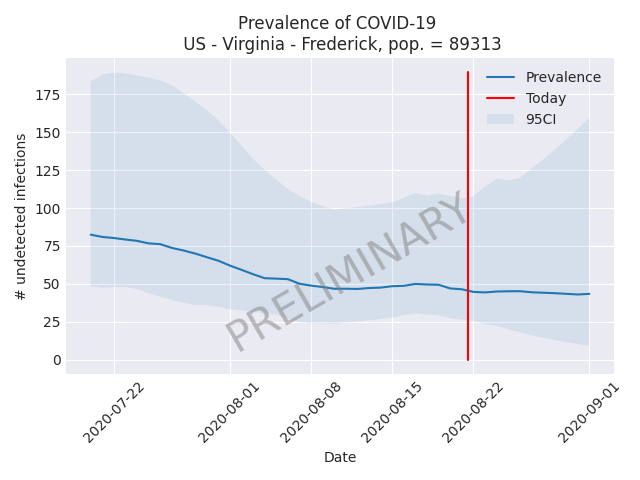 Prevalence of COVID-19
US - Virginia - Frederick, pop. = 89313
# undetected infections
175
150
125
100
75
50
25
0
Prevalence
Today
95CI
PRELIMINARY
2020-07-22
2020-08-01
2020-08-08
2020-08-15
2020-08-22
2020-09-01
Date